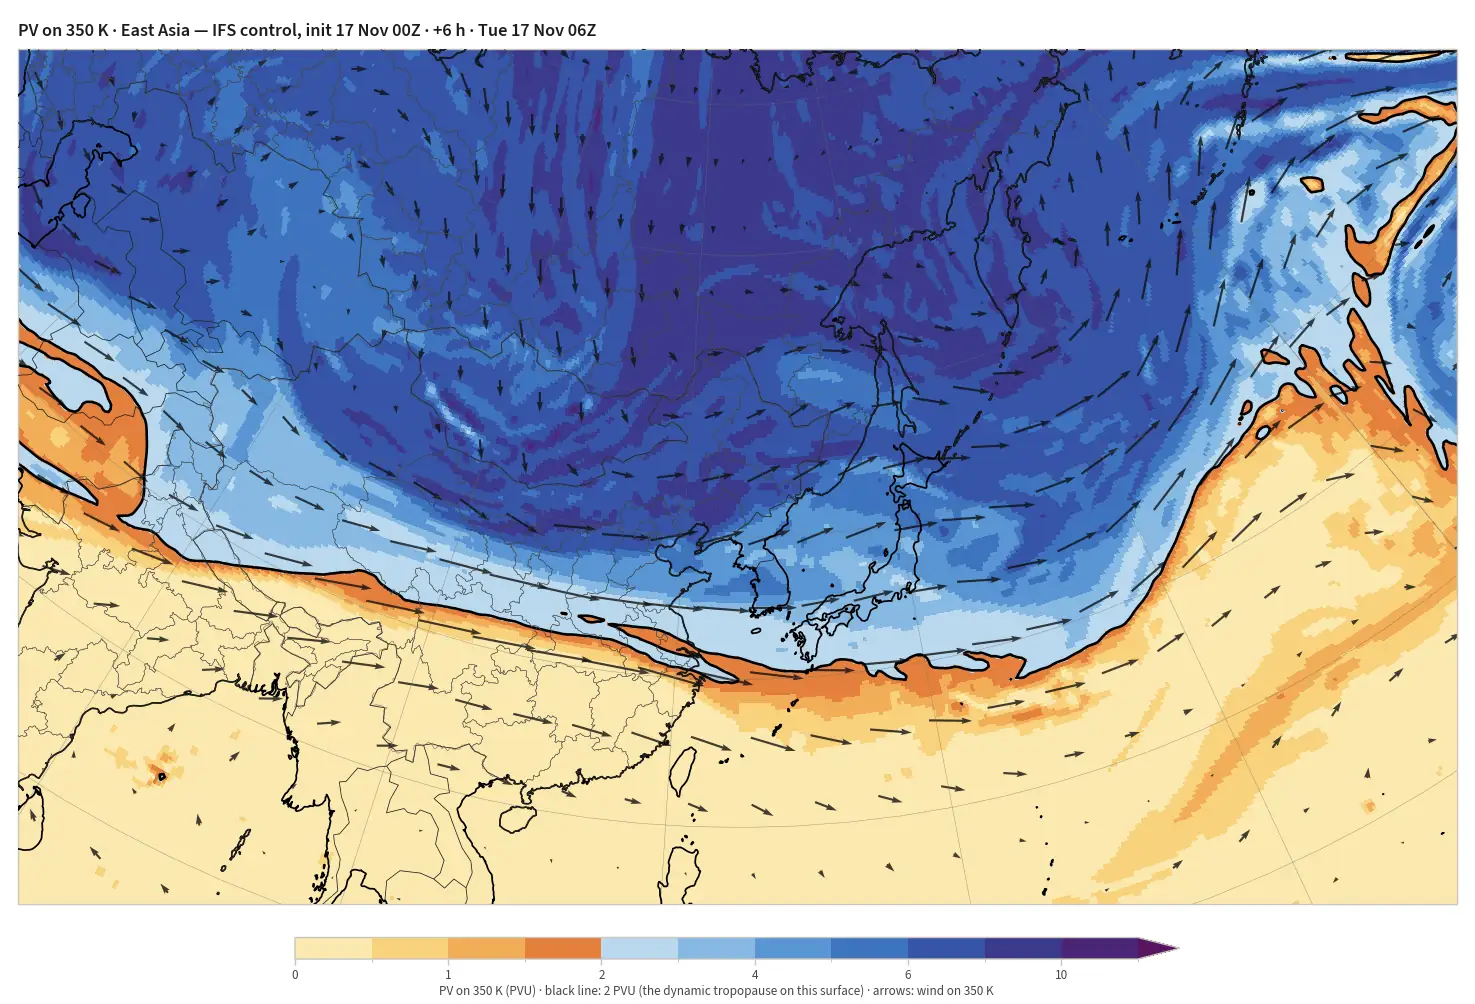 PV on 350 K · East Asia — IFS control, init 17 Nov 00Z · +6 h · Tue 17 Nov 06Z
0 1 2 4 6 10
PV on 350 K (PVU) · black line: 2 PVU (the dynamic tropopause on this surface) · arrows: wind on 350 K